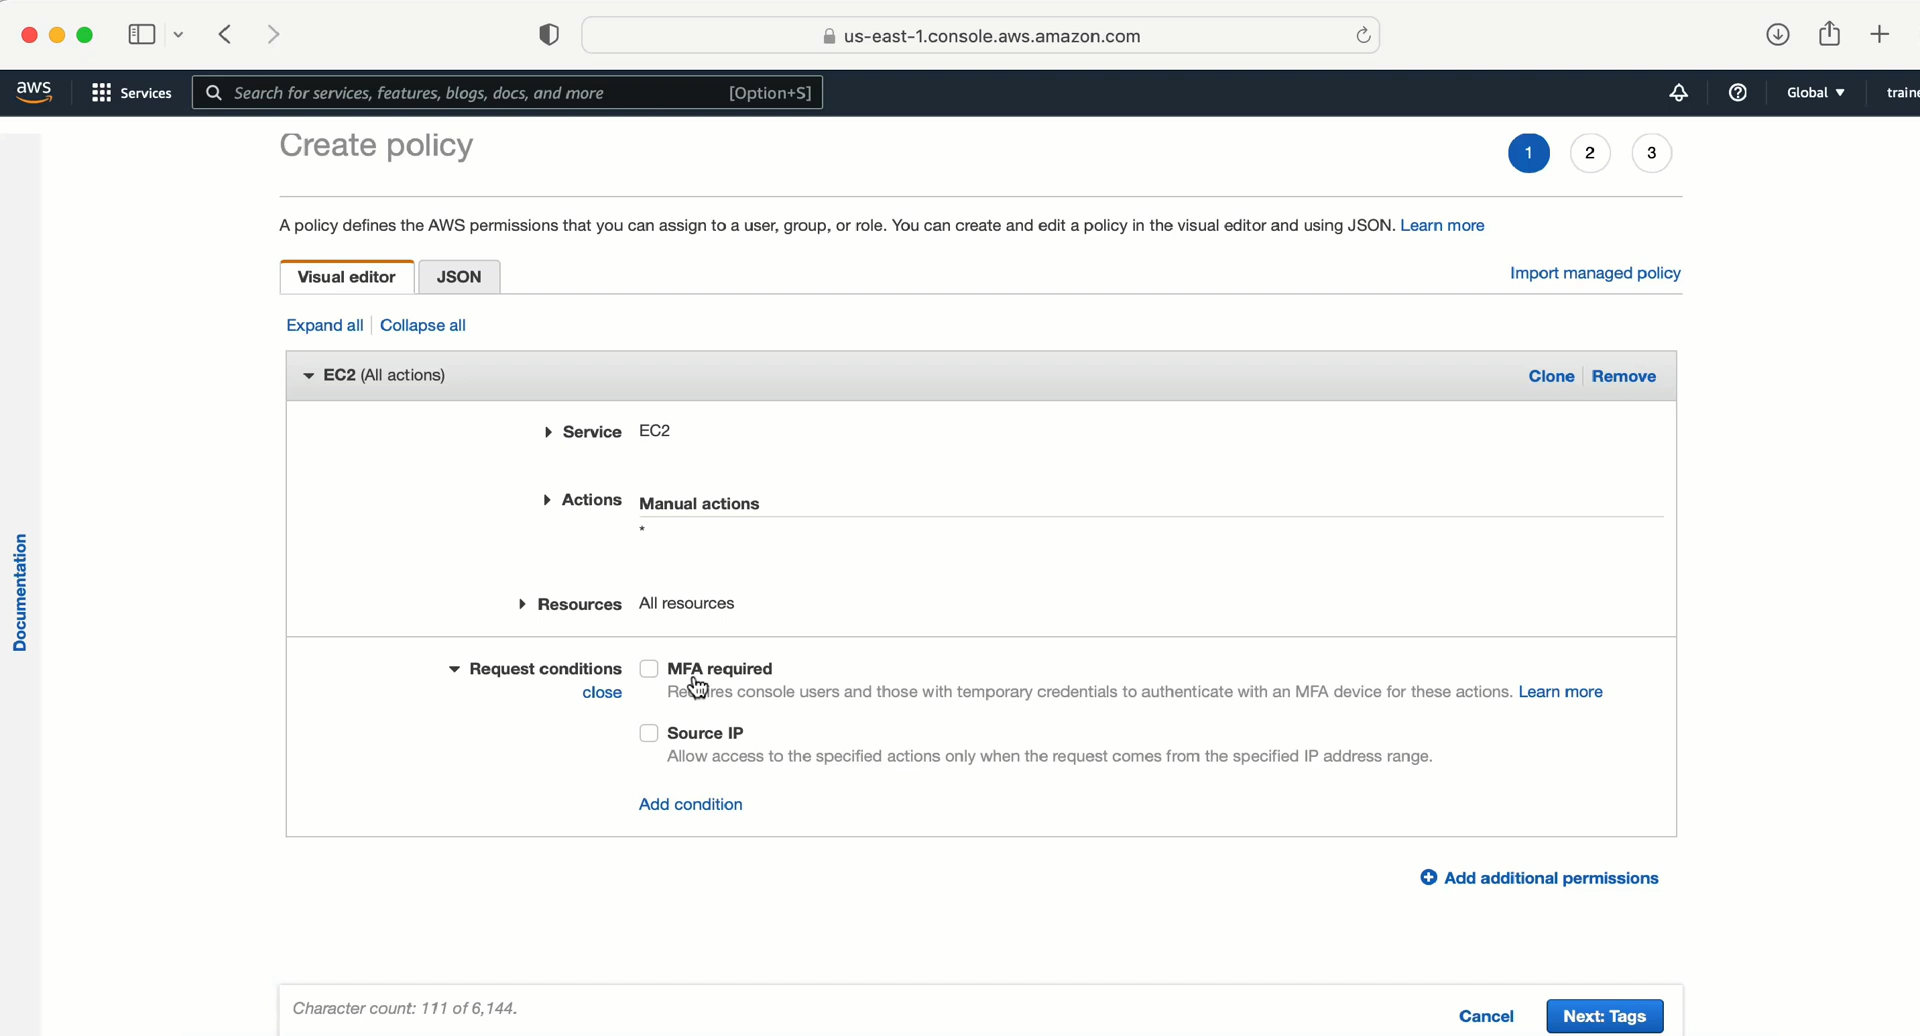 us-east-1.console.aws.amazon.com
aws
Services
Search for services, features, blogs, docs, and more
[Option+S]
Global
traine
Create policy
1
2
3
A policy defines the AWS permissions that you can assign to a user, group, or role. You can create and edit a policy in the visual editor and using JSON. Learn more
Visual editor
JSON
Import managed policy
Expand all
Collapse all
EC2 (All actions)
Clone
Remove
Service EC2
Actions Manual actions
*
Resources All resources
Request conditions
close
MFA required
Requires console users and those with temporary credentials to authenticate with an MFA device for these actions. Learn more
Source IP
Allow access to the specified actions only when the request comes from the specified IP address range.
Add condition
Add additional permissions
Documentation
Character count: 111 of 6,144.
Cancel
Next: Tags